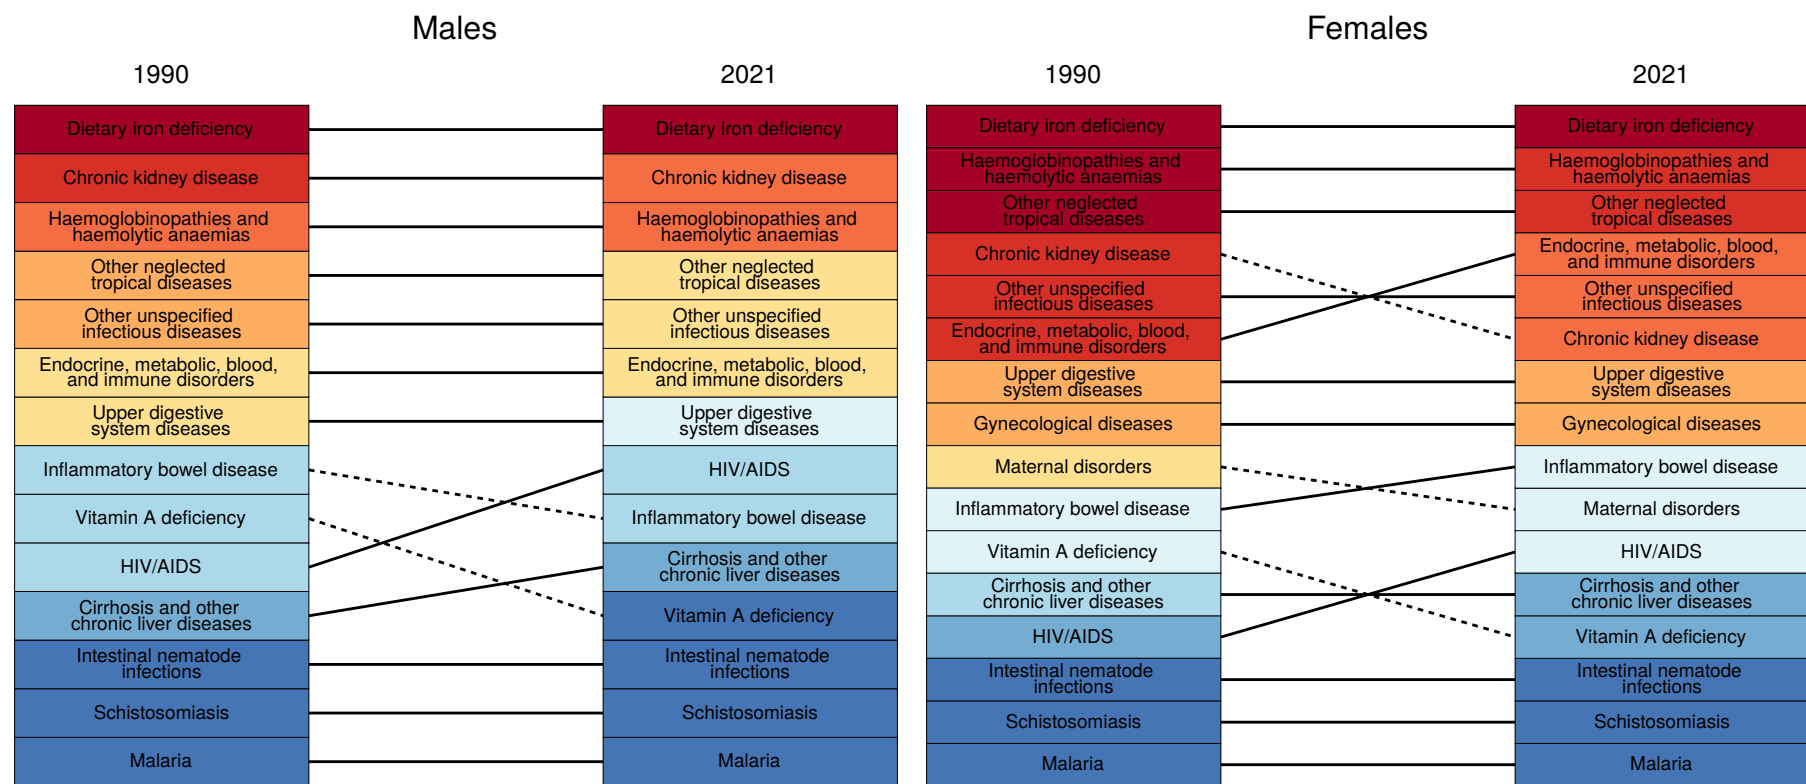 Males
1990
2021
Dietary iron deficiency
Chronic kidney disease
Haemoglobinopathies and
haemolytic anaemias
Other neglected
tropical diseases
Other unspecified
infectious diseases
Endocrine, metabolic, blood,
and immune disorders
Upper digestive
system diseases
Inflammatory bowel disease
Vitamin A deficiency
HIV/AIDS
Cirrhosis and other
chronic liver diseases
Intestinal nematode
infections
Schistosomiasis
Malaria
Dietary iron deficiency
Chronic kidney disease
Haemoglobinopathies and
haemolytic anaemias
Other neglected
tropical diseases
Other unspecified
infectious diseases
Endocrine, metabolic, blood,
and immune disorders
Upper digestive
system diseases
HIV/AIDS
Inflammatory bowel disease
Cirrhosis and other
chronic liver diseases
Vitamin A deficiency
Intestinal nematode
infections
Schistosomiasis
Malaria
Females
1990
2021
Dietary iron deficiency
Haemoglobinopathies and
haemolytic anaemias
Other neglected
tropical diseases
Chronic kidney disease
Other unspecified
infectious diseases
Endocrine, metabolic, blood,
and immune disorders
Upper digestive
system diseases
Gynecological diseases
Maternal disorders
Inflammatory bowel disease
Vitamin A deficiency
Cirrhosis and other
chronic liver diseases
HIV/AIDS
Intestinal nematode
infections
Schistosomiasis
Malaria
Dietary iron deficiency
Haemoglobinopathies and
haemolytic anaemias
Other neglected
tropical diseases
Endocrine, metabolic, blood,
and immune disorders
Other unspecified
infectious diseases
Chronic kidney disease
Upper digestive
system diseases
Gynecological diseases
Inflammatory bowel disease
Maternal disorders
HIV/AIDS
Cirrhosis and other
chronic liver diseases
Vitamin A deficiency
Intestinal nematode
infections
Schistosomiasis
Malaria